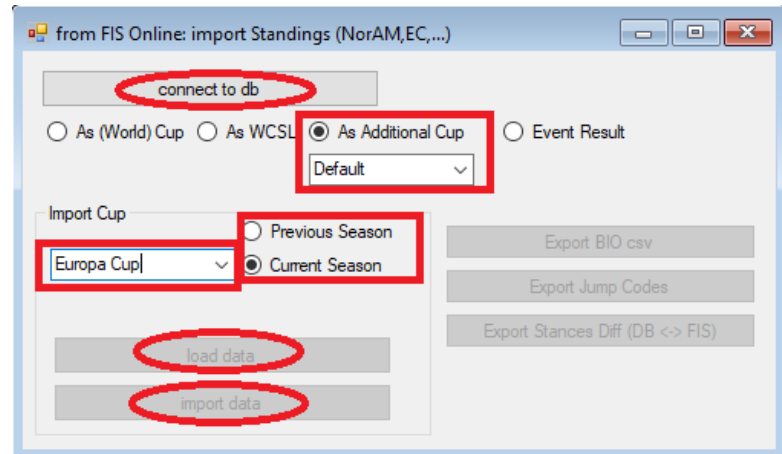 from FIS Online: import Standings (NorAM,EC,...)
connect to db
As (World) Cup As WCSL As Additional Cup Event Result
Default
Import Cup
Previous Season
Europa Cup Current Season
Export BIO csv
Export Jump Codes
load data
Export Stances Diff (DB <-> FIS)
import data